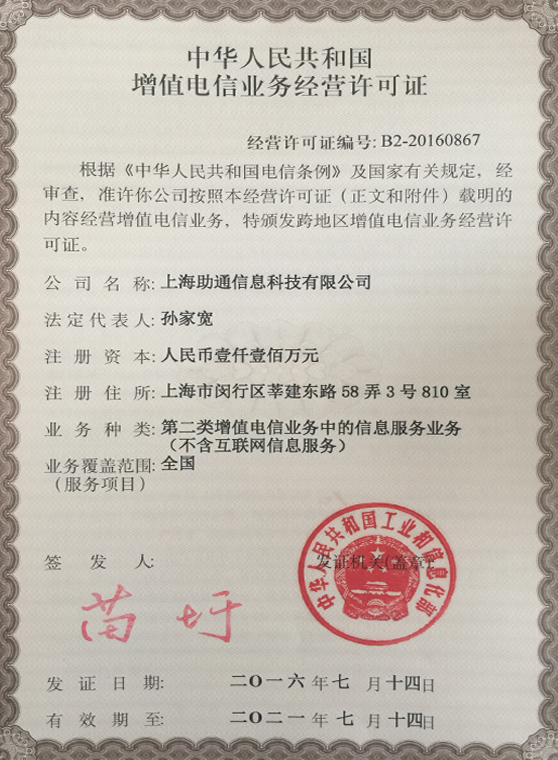 中华人民共和国
增值电信业务经营许可证
经营许可证编号: B2-20160867
根据《中华人民共和国电信条例》及国家有关规定，经
审查，准许你公司按照本经营许可证（正文和附件）载明的
内容经营增值电信业务，特颁发跨地区增值电信业务经营许
可证。
公司名称: 上海助通信息科技有限公司
法定代表人: 孙家宽
注册资本: 人民币壹仟壹佰万元
注册住所: 上海市闵行区莘建东路58弄3号810室
业务种类: 第二类增值电信业务中的信息服务业务
（不含互联网信息服务）
业务覆盖范围: 全国
（服务项目）
签发人:
发证机关(盖章):
中华人民共和国工业和信息化部
苗圩
发证日期: 二〇一六年七月十四日
有效期至: 二〇二一年七月十四日